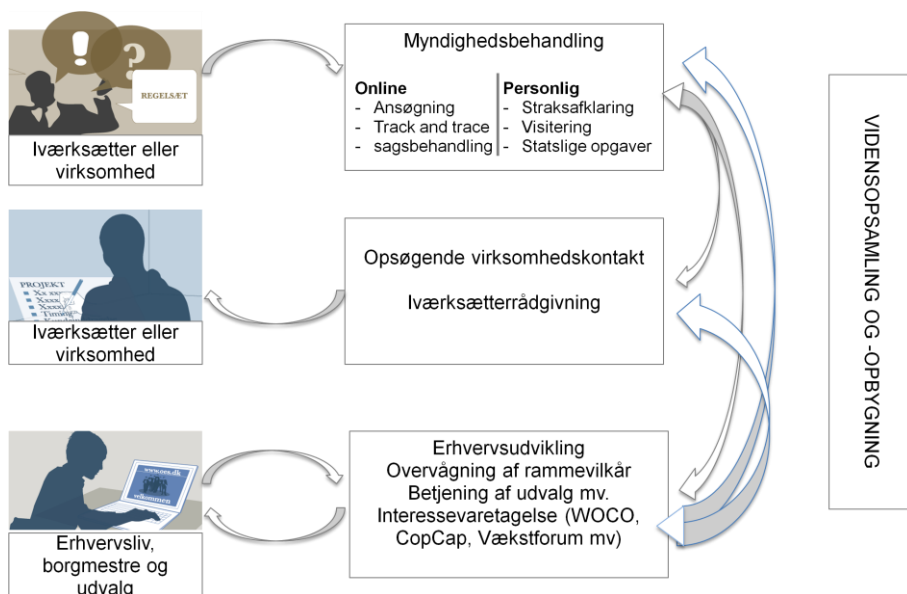 !
?
REGELSÆT
Iværksætter eller
virksomhed
Myndighedsbehandling
Online
- Ansøgning
- Track and trace
- sagsbehandling
Personlig
- Straksafklaring
- Visitering
- Statslige opgaver
PROJEKT
Iværksætter eller
virksomhed
Opsøgende virksomhedskontakt
Iværksætterrådgivning
velkommen
Erhvervsliv,
borgmestre og
udvalg
Erhvervsudvikling
Overvågning af rammevilkår
Betjening af udvalg mv.
Interessevaretagelse (WOCO,
CopCap, Vækstforum mv)
VIDENSOPSAMLING OG -OPBYGNING